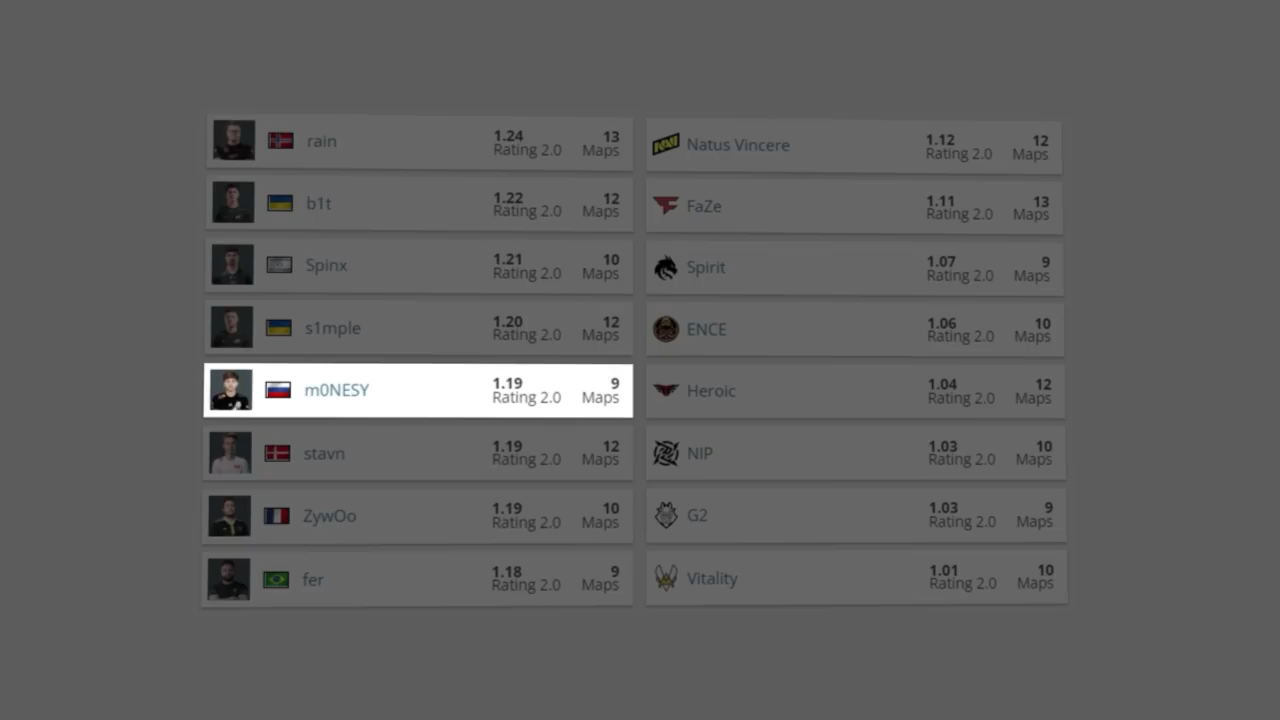 rain 1.24 13
Rating 2.0 Maps
b1t 1.22 12
Rating 2.0 Maps
Spinx 1.21 10
Rating 2.0 Maps
s1mple 1.20 12
Rating 2.0 Maps
m0NESY 1.19 9
Rating 2.0 Maps
stavn 1.19 12
Rating 2.0 Maps
ZywOo 1.19 10
Rating 2.0 Maps
fer 1.18 9
Rating 2.0 Maps
NAVI Natus Vincere 1.12 12
Rating 2.0 Maps
FaZe 1.11 13
Rating 2.0 Maps
Spirit 1.07 9
Rating 2.0 Maps
ENCE 1.06 10
Rating 2.0 Maps
Heroic 1.04 12
Rating 2.0 Maps
NIP 1.03 10
Rating 2.0 Maps
G2 1.03 9
Rating 2.0 Maps
Vitality 1.01 10
Rating 2.0 Maps